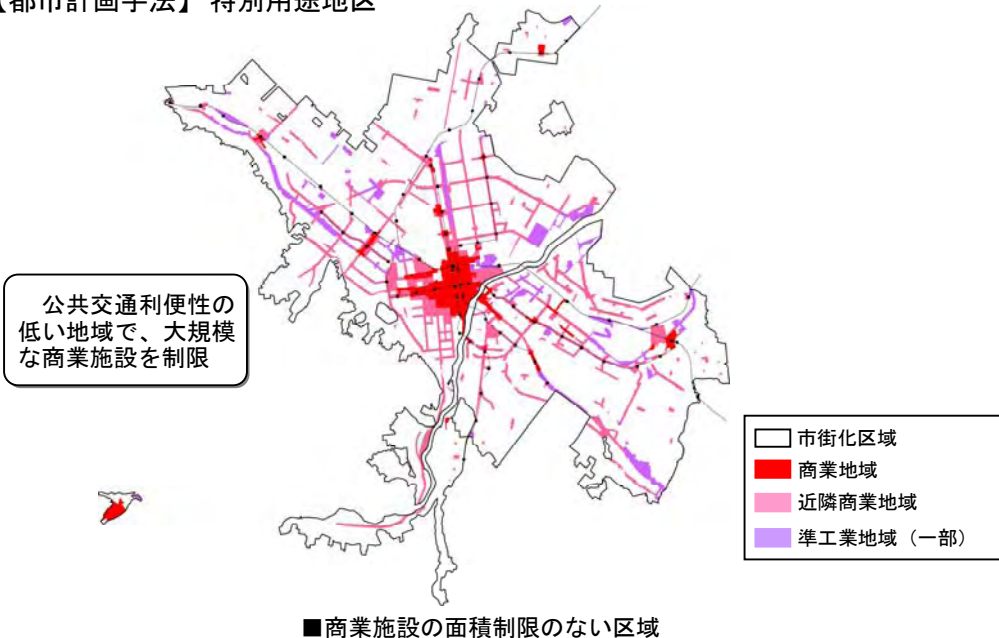 【都市計画手法】 特別用途地区
公共交通利便性の
低い地域で、大規模
な商業施設を制限
市街化区域
商業地域
近隣商業地域
準工業地域（一部）
■商業施設の面積制限のない区域